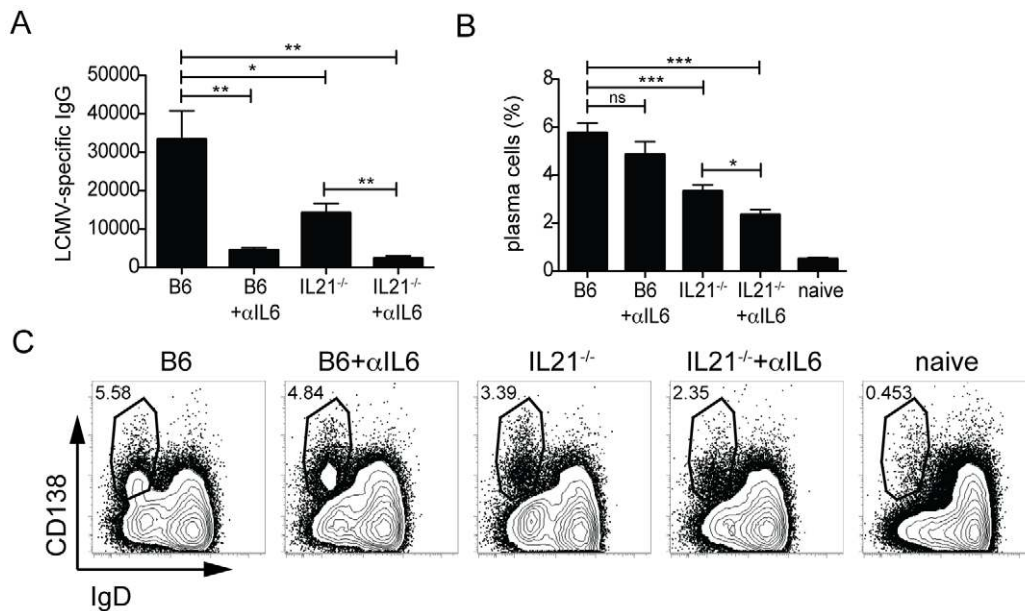 A
LCMV-specific IgG
50000
40000
30000
20000
10000
0
**
*
**
**
B6
B6
+αIL6
IL21-/-
IL21-/-
+αIL6
B
plasma cells (%)
8
6
4
2
0
***
***
ns
*
B6
B6
+αIL6
IL21-/-
IL21-/-
+αIL6
naive
C
B6
B6+αIL6
IL21-/-
IL21-/-+αIL6
naive
5.58
4.84
3.39
2.35
0.453
CD138
IgD